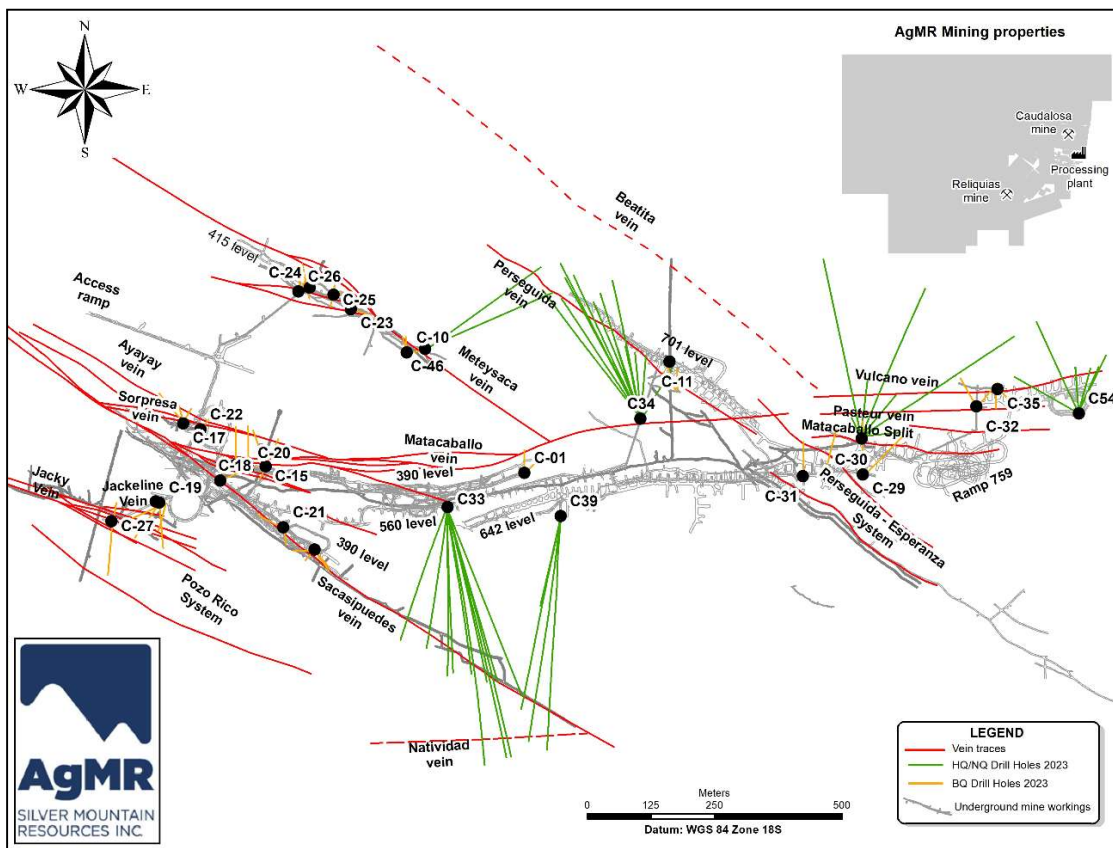 N
W
E
S
AgMR Mining properties
Caudalosa
mine
Processing
plant
Reliquias
mine
Beatita
vein
415 level
C-24
C-26
C-25
C-23
Access
ramp
Perseguida
vein
C-10
C-46
Meteysaca
vein
701 level
C-11
Ayayay
vein
Sorpresa
vein
C-22
C-17
C34
Vulcano vein
C-35
C54
Pasteur vein
Matacaballo Split
C-32
Matacaballo
vein
390 level
C-20
C-18
C-15
C-01
C-30
C-29
C-31
Ramp 759
Perseguida - Esperanza
System
Jacky
Vein
Jackeline
Vein
C-19
C-27
C-21
390 level
560 level
C33
642 level
C39
Sacasipuedes
vein
Pozo Rico
System
Natividad
vein
AgMR
SILVER MOUNTAIN
RESOURCES INC.
Meters
0 125 250 500
Datum: WGS 84 Zone 18S
LEGEND
Vein traces
HQ/NQ Drill Holes 2023
BQ Drill Holes 2023
Underground mine workings